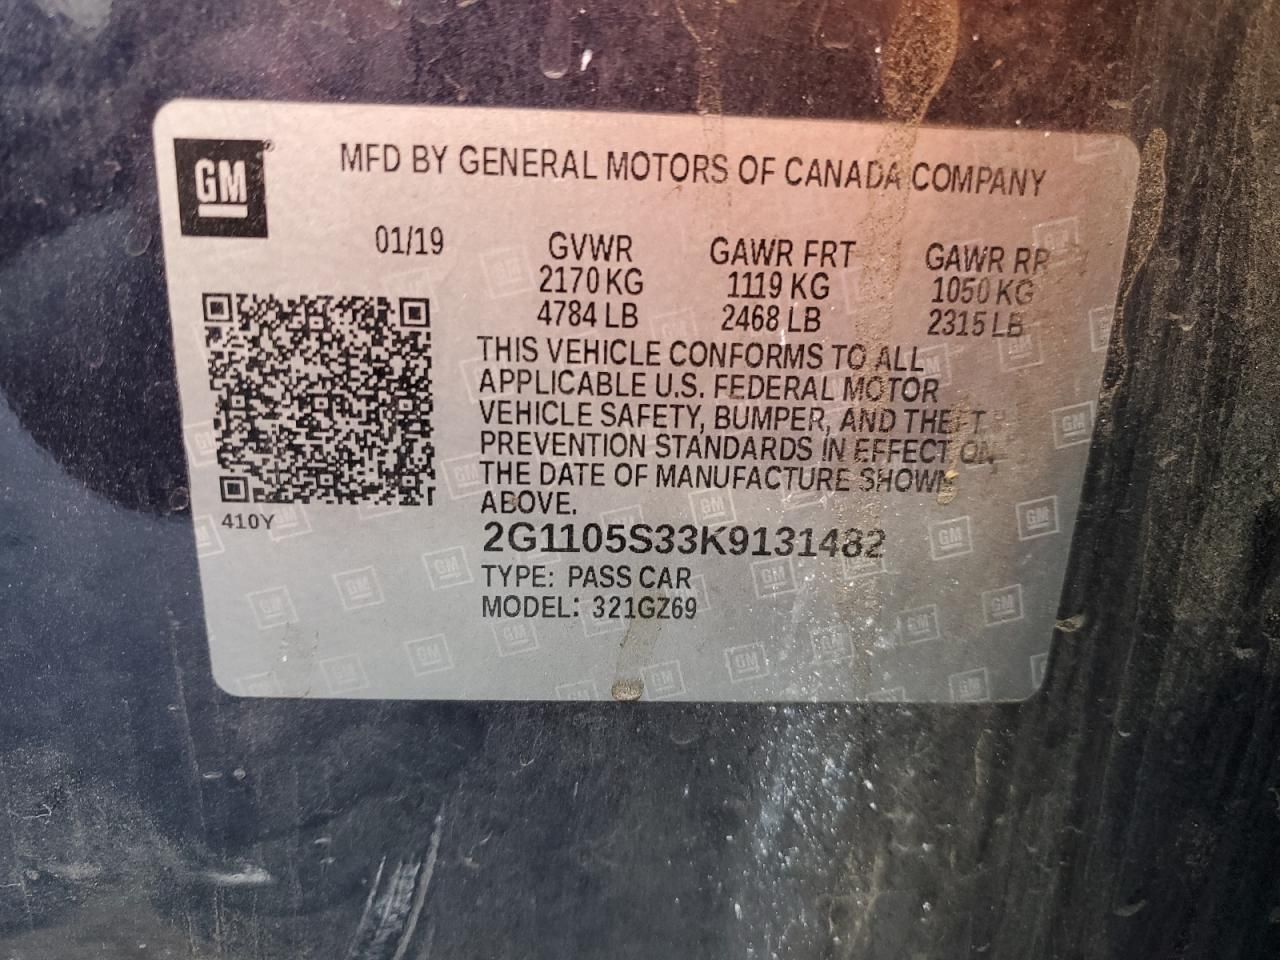 GM
MFD BY GENERAL MOTORS OF CANADA COMPANY
01/19 GVWR GAWR FRT GAWR RR
2170 KG 1119 KG 1050 KG
4784 LB 2468 LB 2315 LB
THIS VEHICLE CONFORMS TO ALL
APPLICABLE U.S. FEDERAL MOTOR
VEHICLE SAFETY, BUMPER, AND THEFT
PREVENTION STANDARDS IN EFFECT ON
THE DATE OF MANUFACTURE SHOWN
ABOVE.
410Y
2G1105S33K9131482
TYPE: PASS CAR
MODEL: 321GZ69